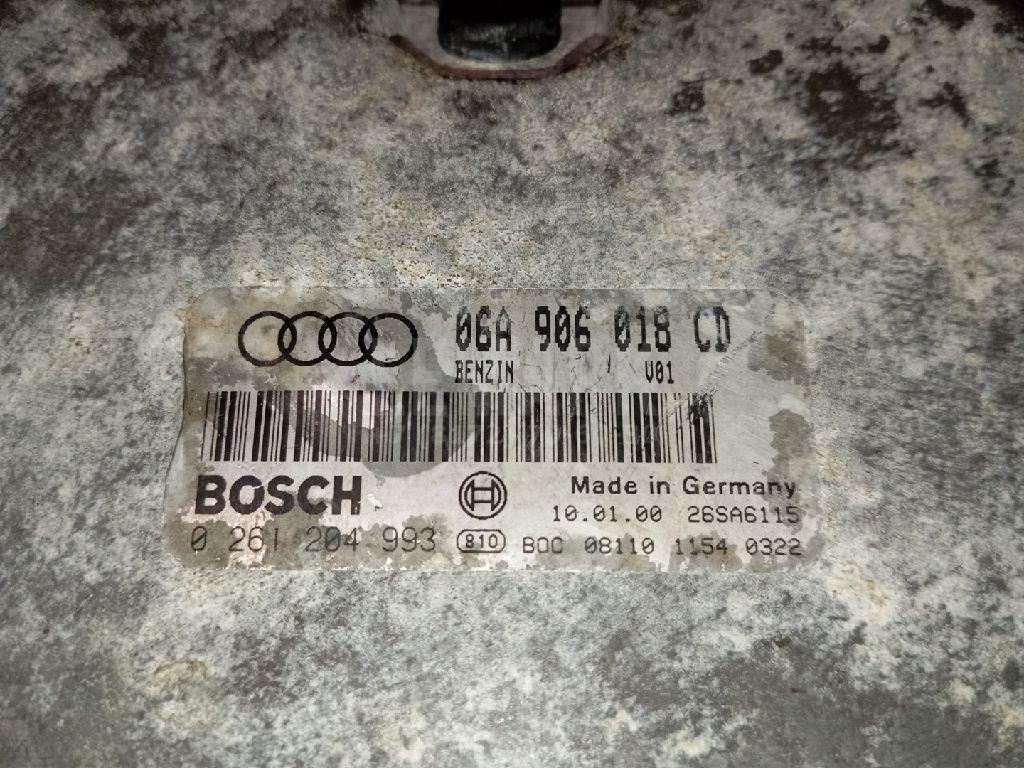 06A 906 018 CD
BENZIN V01
BOSCH
Made in Germany
10.01.00 26SA6115
0 261 204 993 810 BOC 08110 1154 0322